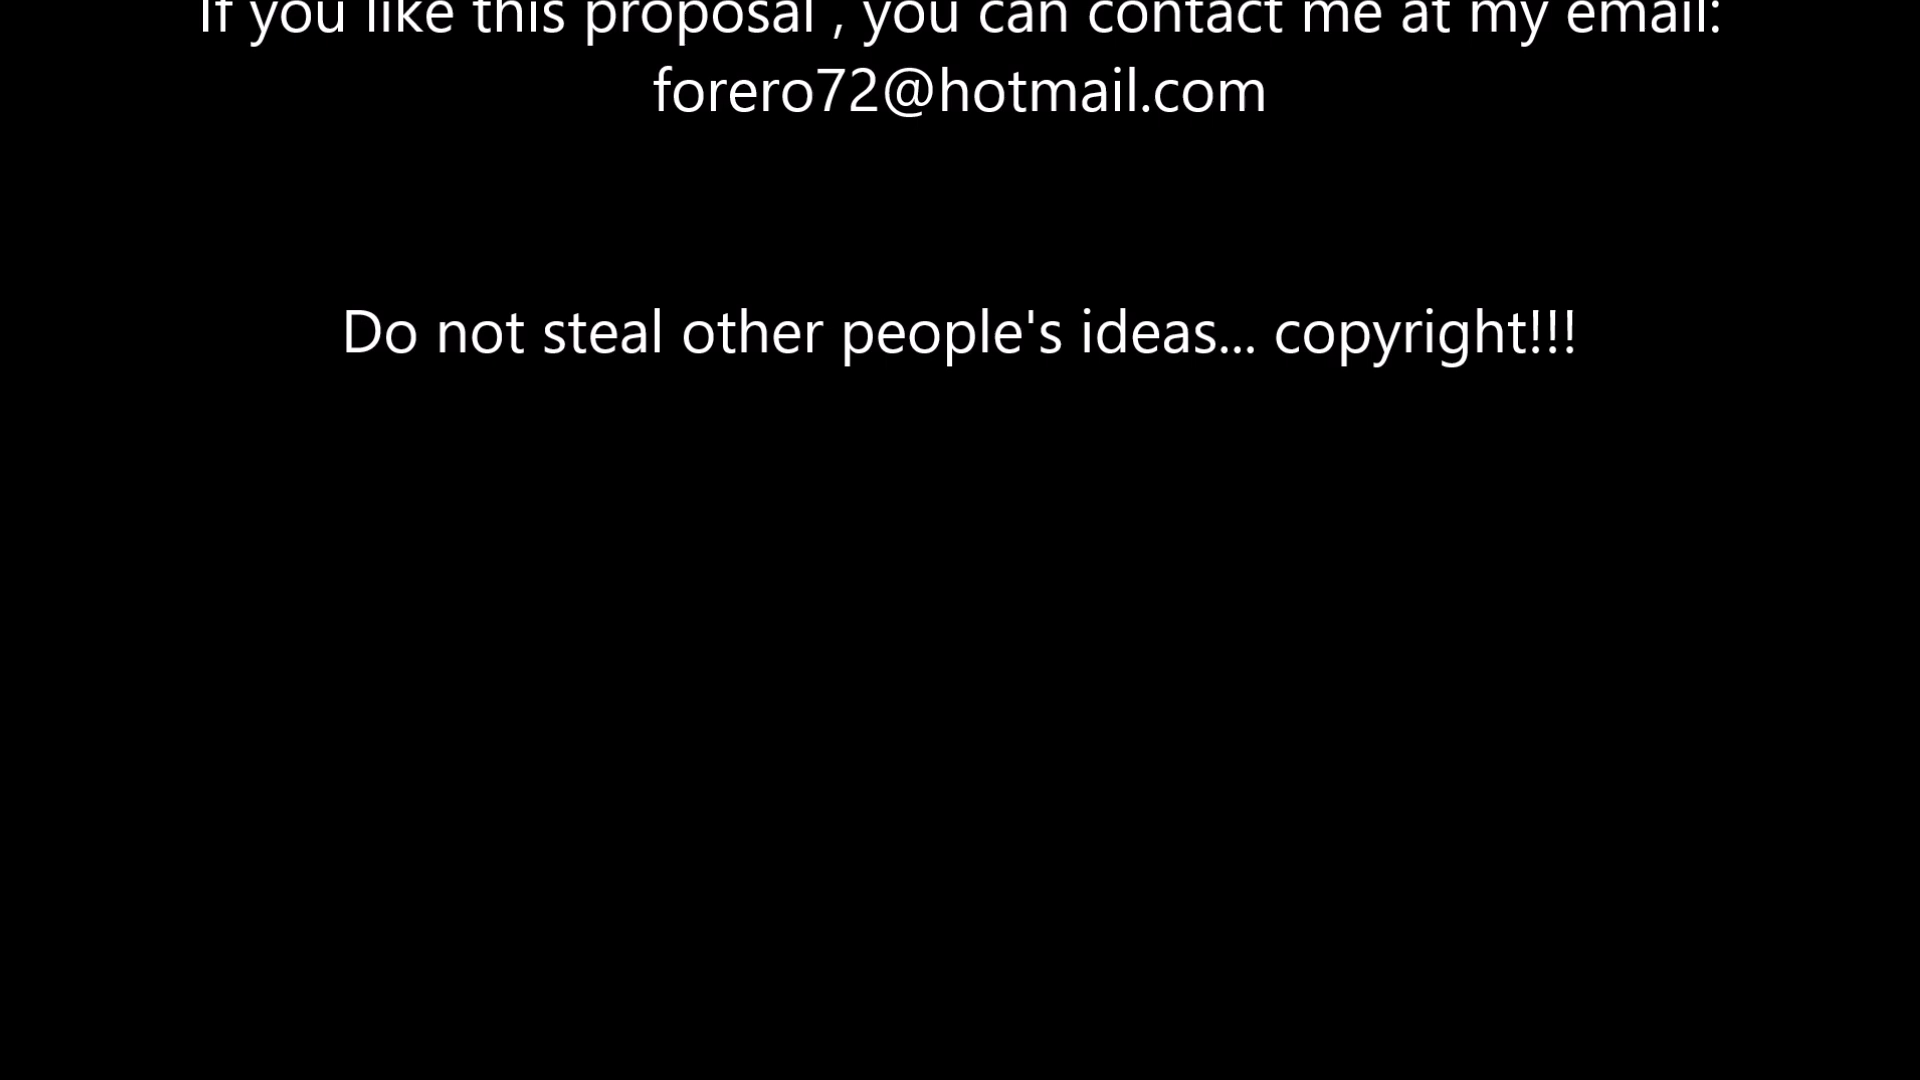 If you like this proposal , you can contact me at my email:
forero72@hotmail.com
Do not steal other people's ideas... copyright!!!